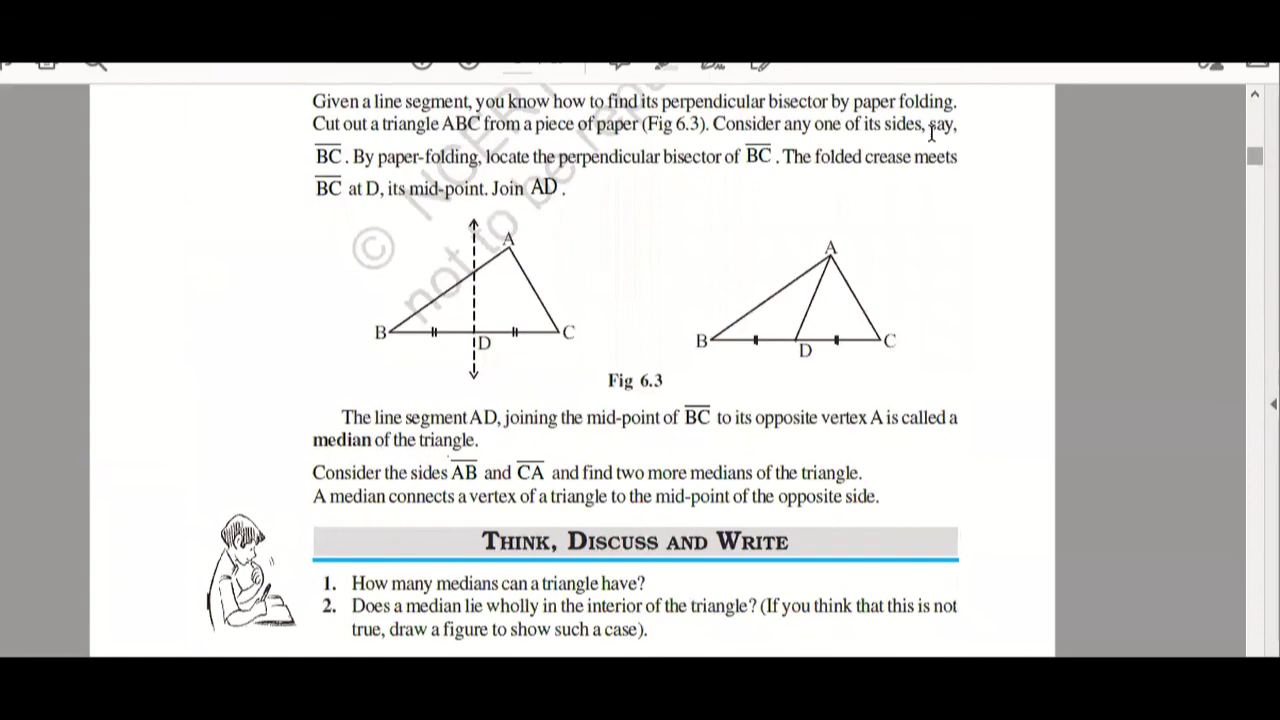 Given a line segment, you know how to find its perpendicular bisector by paper folding.
Cut out a triangle ABC from a piece of paper (Fig 6.3). Consider any one of its sides, say,
BC. By paper-folding, locate the perpendicular bisector of BC. The folded crease meets
BC at D, its mid-point. Join AD.
A
B
C
D
A
B
C
D
Fig 6.3
The line segment AD, joining the mid-point of BC to its opposite vertex A is called a
median of the triangle.
Consider the sides AB and CA and find two more medians of the triangle.
A median connects a vertex of a triangle to the mid-point of the opposite side.
THINK, DISCUSS AND WRITE
1. How many medians can a triangle have?
2. Does a median lie wholly in the interior of the triangle? (If you think that this is not
true, draw a figure to show such a case).
© NCERT
not to be rep